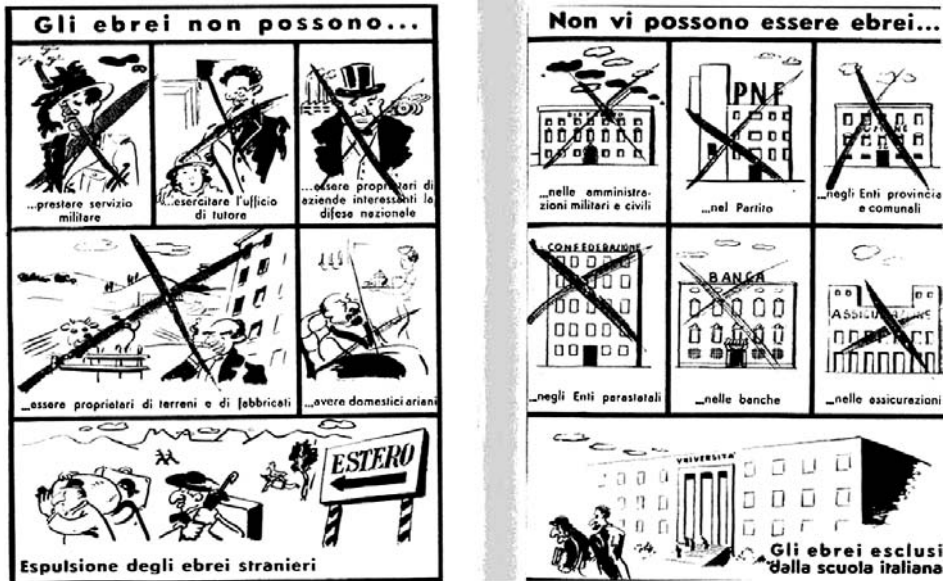 Gli ebrei non possono...
...prestare servizio
militare
...esercitare l'ufficio
di tutore
...essere proprietari di
aziende interessanti la
difesa nazionale
...essere proprietari di terreni e di fabbricati
...avere domestici ariani
ESTERO
Espulsione degli ebrei stranieri
Non vi possono essere ebrei...
...nelle amministra-
zioni militari e civili
PNF
...nel Partito
...negli Enti provincia
e comunali
CONFEDERAZIONE
...negli Enti parastatali
BANCA
...nelle banche
ASSICURAZIONE
...nelle assicurazioni
UNIVERSITA'
Gli ebrei esclusi
dalla scuola italiana